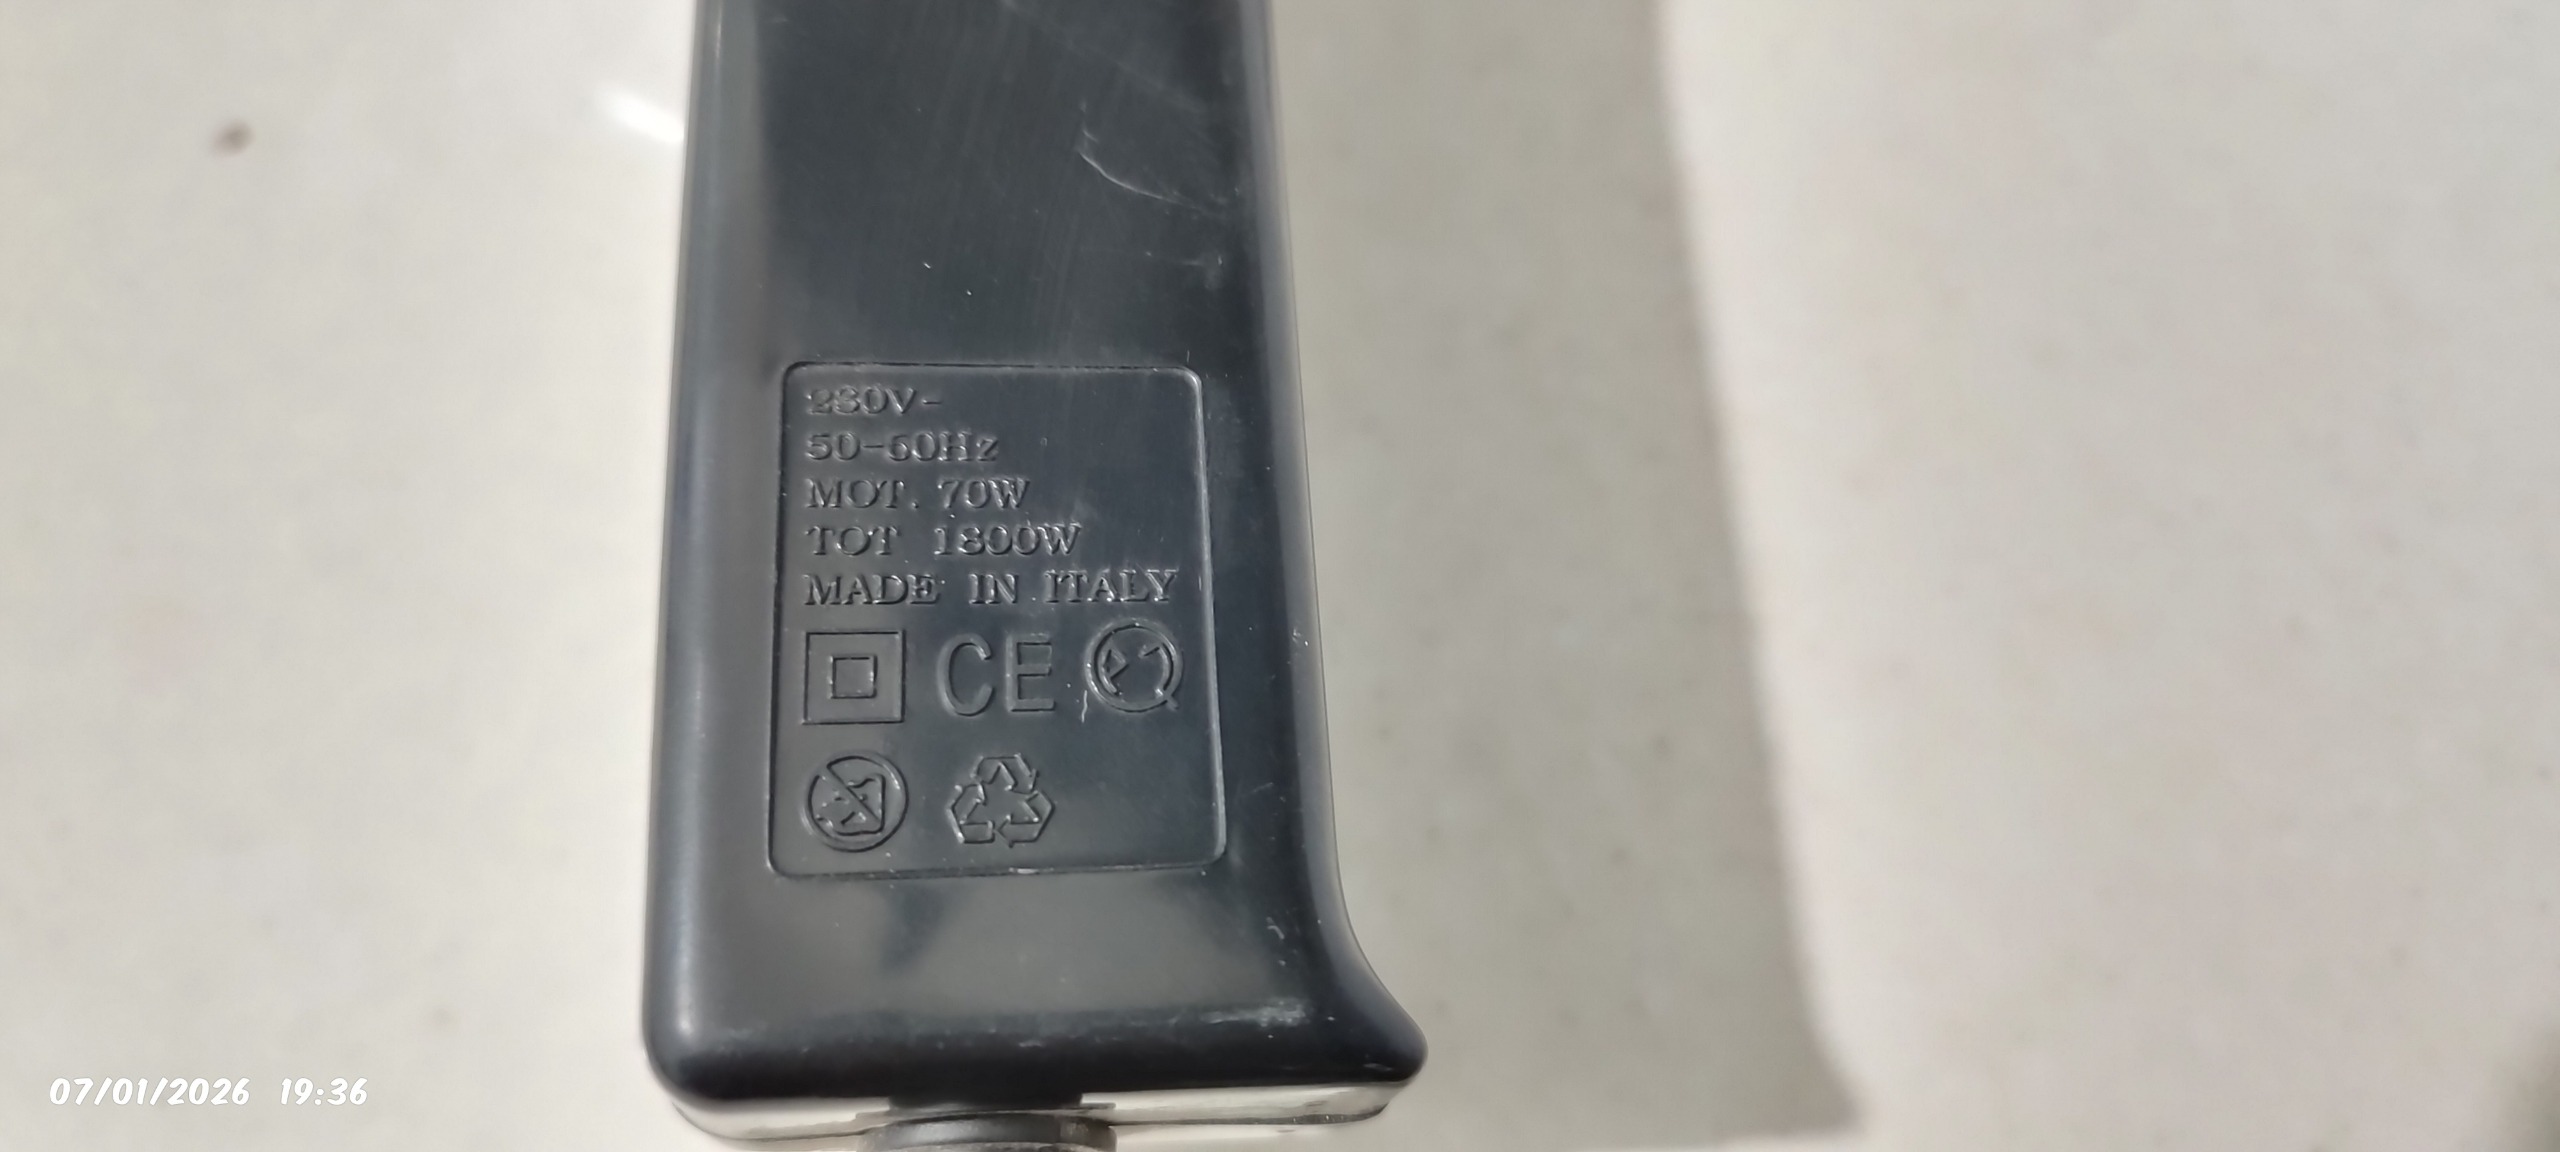 230V~
50-60Hz
MOT. 70W
TOT 1800W
MADE IN ITALY
CE
07/01/2026 19:36